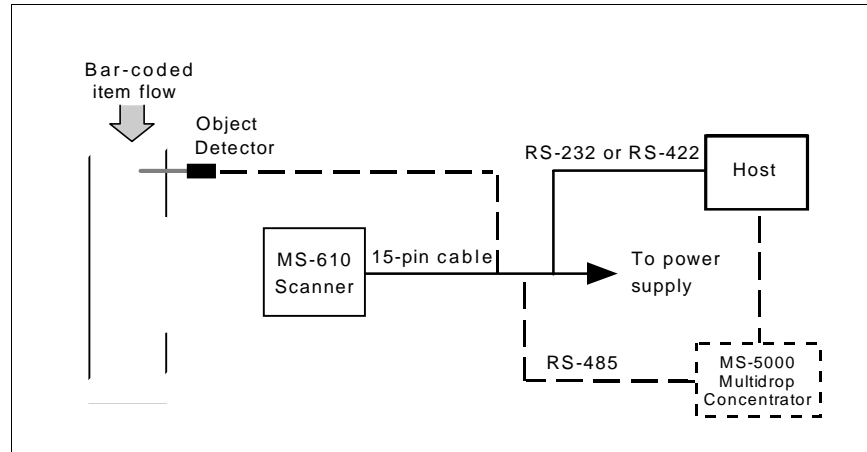 Bar-coded
item flow
Object
Detector
RS-232 or RS-422
Host
MS-610
Scanner
15-pin cable
To power
supply
RS-485
MS-5000
Multidrop
Concentrator